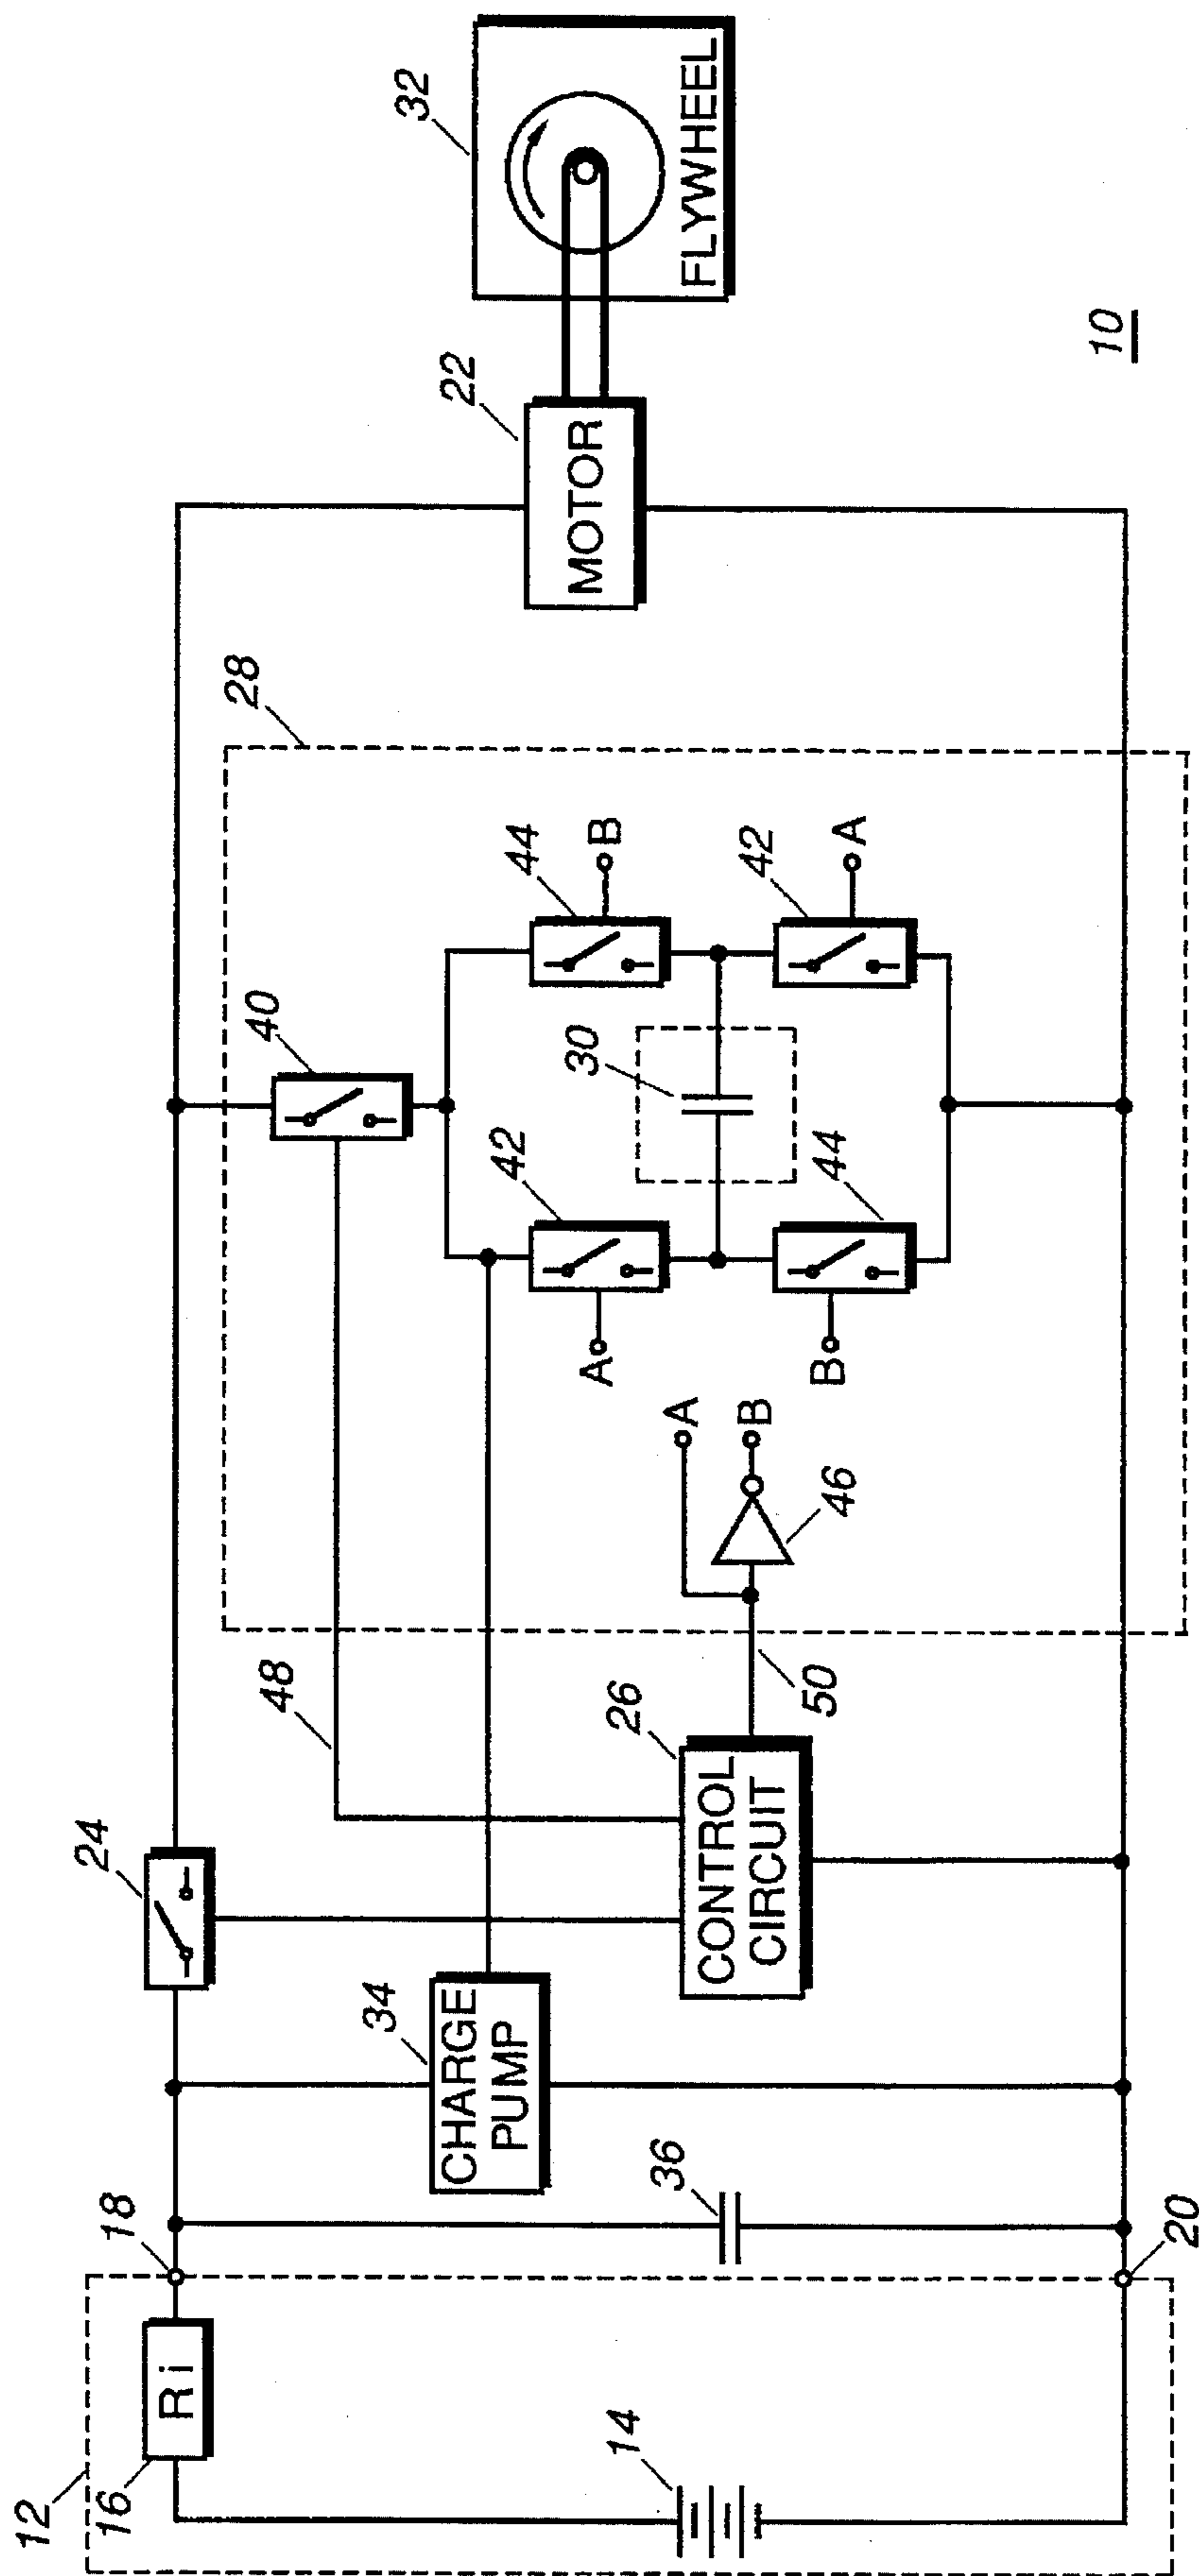 12
16
Ri
14
18
20
36
34
CHARGE
PUMP
24
48
26
CONTROL
CIRCUIT
50
28
40
A
B
46
42
A
44
B
30
44
B
42
A
22
MOTOR
32
FLYWHEEL
10